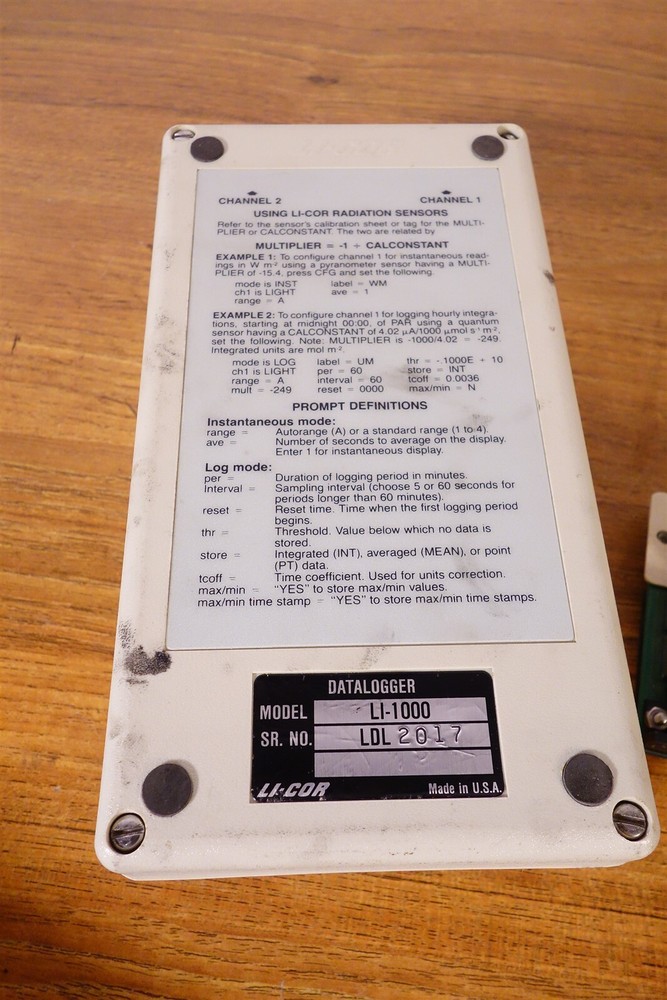 CHANNEL 2 CHANNEL 1
USING LI-COR RADIATION SENSORS
Refer to the sensor's calibration sheet or tag for the MULTI-
PLIER or CALCONSTANT. The two are related by
MULTIPLIER = -1 ÷ CALCONSTANT
EXAMPLE 1: To configure channel 1 for instantaneous read-
ings in W m⁻² using a pyranometer sensor having a MULTI-
PLIER of -15.4, press CFG and set the following.
mode is INST label = WM
ch1 is LIGHT ave = 1
range = A
EXAMPLE 2: To configure channel 1 for logging hourly integra-
tions, starting at midnight 00:00, of PAR using a quantum
sensor having a CALCONSTANT of 4.02 µA/1000 µmol s⁻¹ m⁻²,
set the following. Note: MULTIPLIER is -1000/4.02 = -249.
Integrated units are mol m⁻².
mode is LOG label = UM thr = -.1000E + 10
ch1 is LIGHT per = 60 store = INT
range = A interval = 60 tcoff = 0.0036
mult = -249 reset = 0000 max/min = N
PROMPT DEFINITIONS
Instantaneous mode:
range = Autorange (A) or a standard range (1 to 4).
ave = Number of seconds to average on the display.
Enter 1 for instantaneous display.
Log mode:
per = Duration of logging period in minutes.
Interval = Sampling interval (choose 5 or 60 seconds for
periods longer than 60 minutes).
reset = Reset time. Time when the first logging period
begins.
thr = Threshold. Value below which no data is
stored.
store = Integrated (INT), averaged (MEAN), or point
(PT) data.
tcoff = Time coefficient. Used for units correction.
max/min = "YES" to store max/min values.
max/min time stamp = "YES" to store max/min time stamps.
DATALOGGER
MODEL LI-1000
SR. NO. LDL 2017
LI-COR Made in U.S.A.